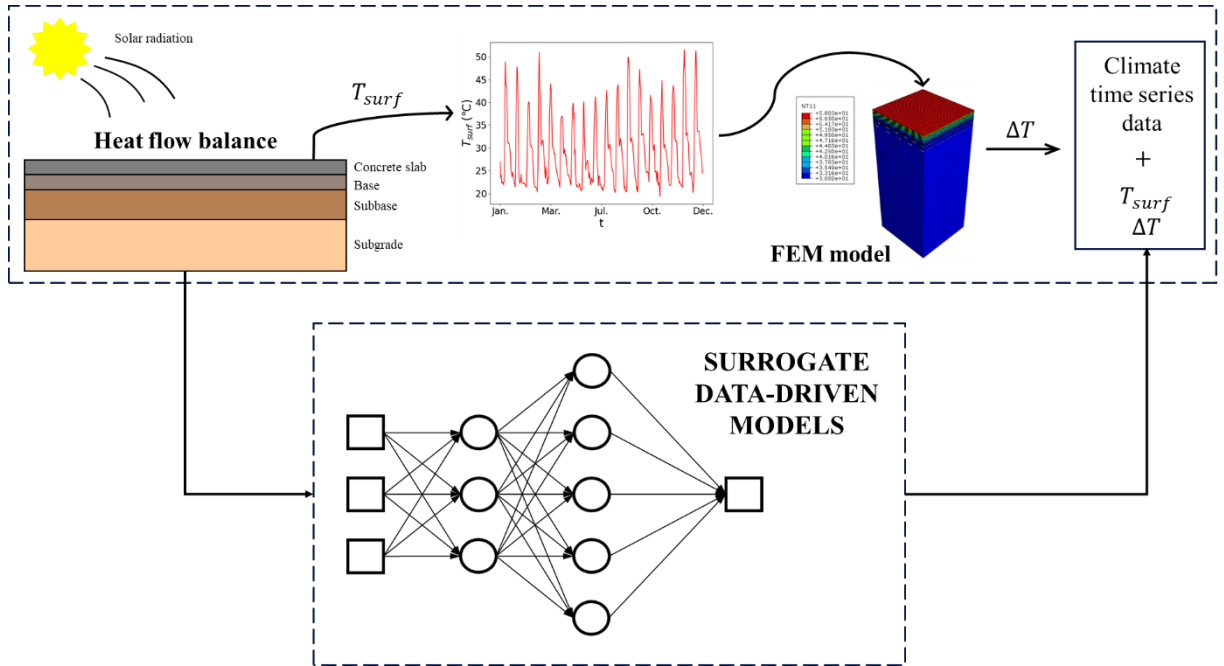 Solar radiation
Heat flow balance
Concrete slab
Base
Subbase
Subgrade
T_surf
T_surf (°C)
50
45
40
35
30
25
20
Jan.
Mar.
Jul.
Oct.
Dec.
t
NT11
FEM model
ΔT
Climate
time series
data
+
T_surf
ΔT
SURROGATE
DATA-DRIVEN
MODELS